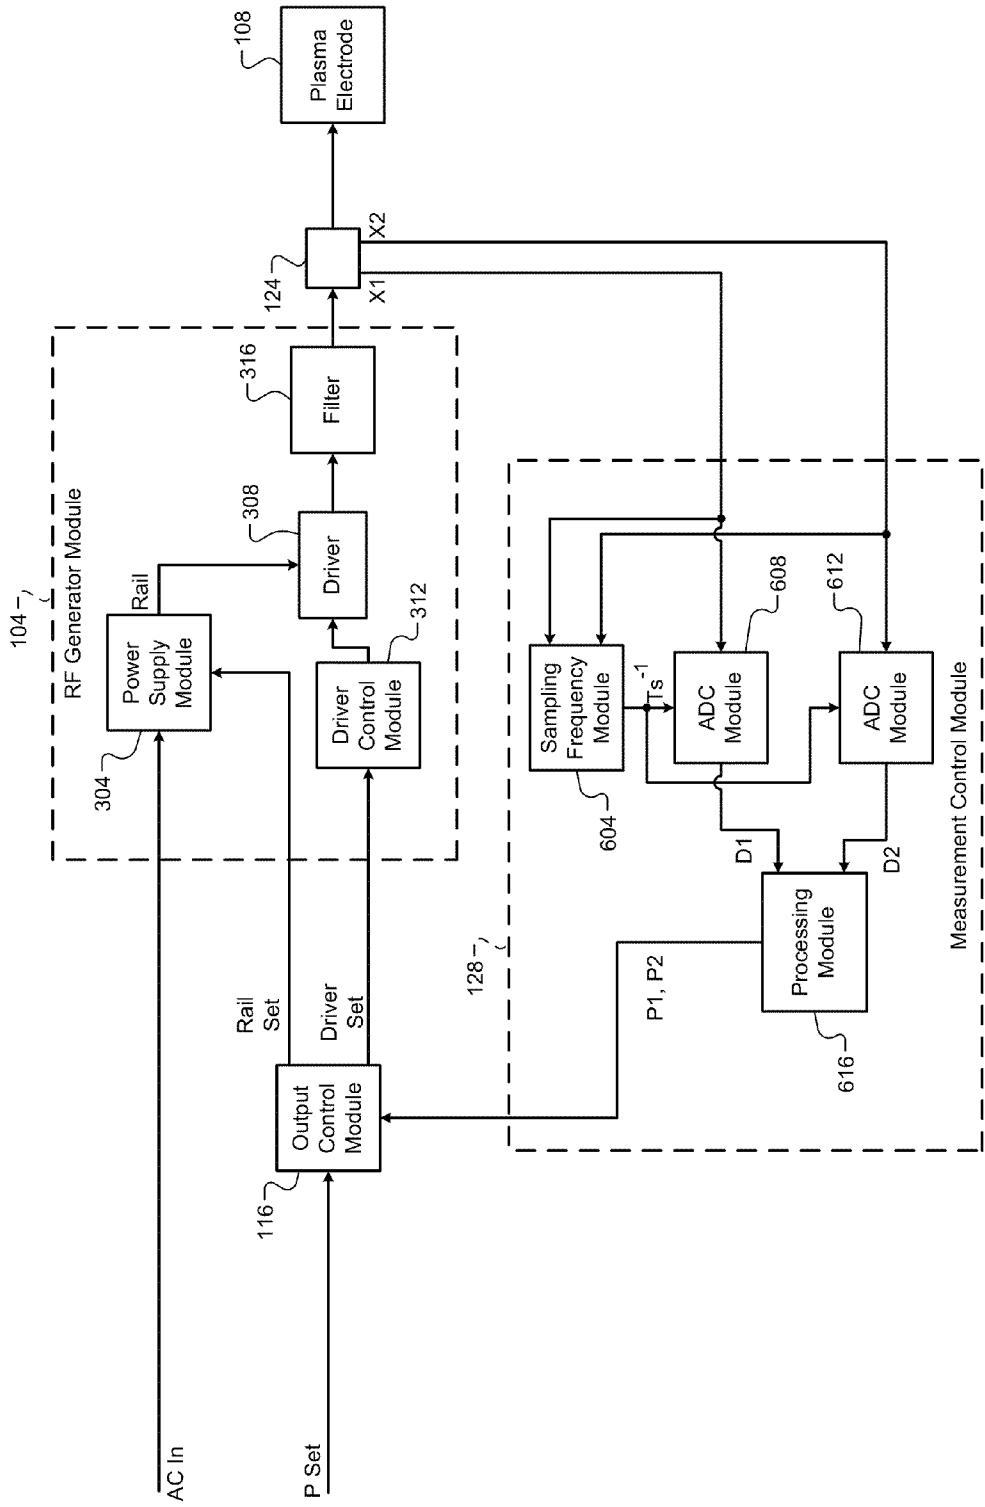 104
RF Generator Module
304
Power
Supply
Module
Rail
308
Driver
312
Driver
Control
Module
316
Filter
124
X1
X2
108
Plasma
Electrode
AC In
P Set
116
Output
Control
Module
Rail
Set
Driver
Set
128
Measurement Control Module
P1, P2
616
Processing
Module
D1
D2
604
Sampling
Frequency
Module
Ts-1
608
ADC
Module
612
ADC
Module